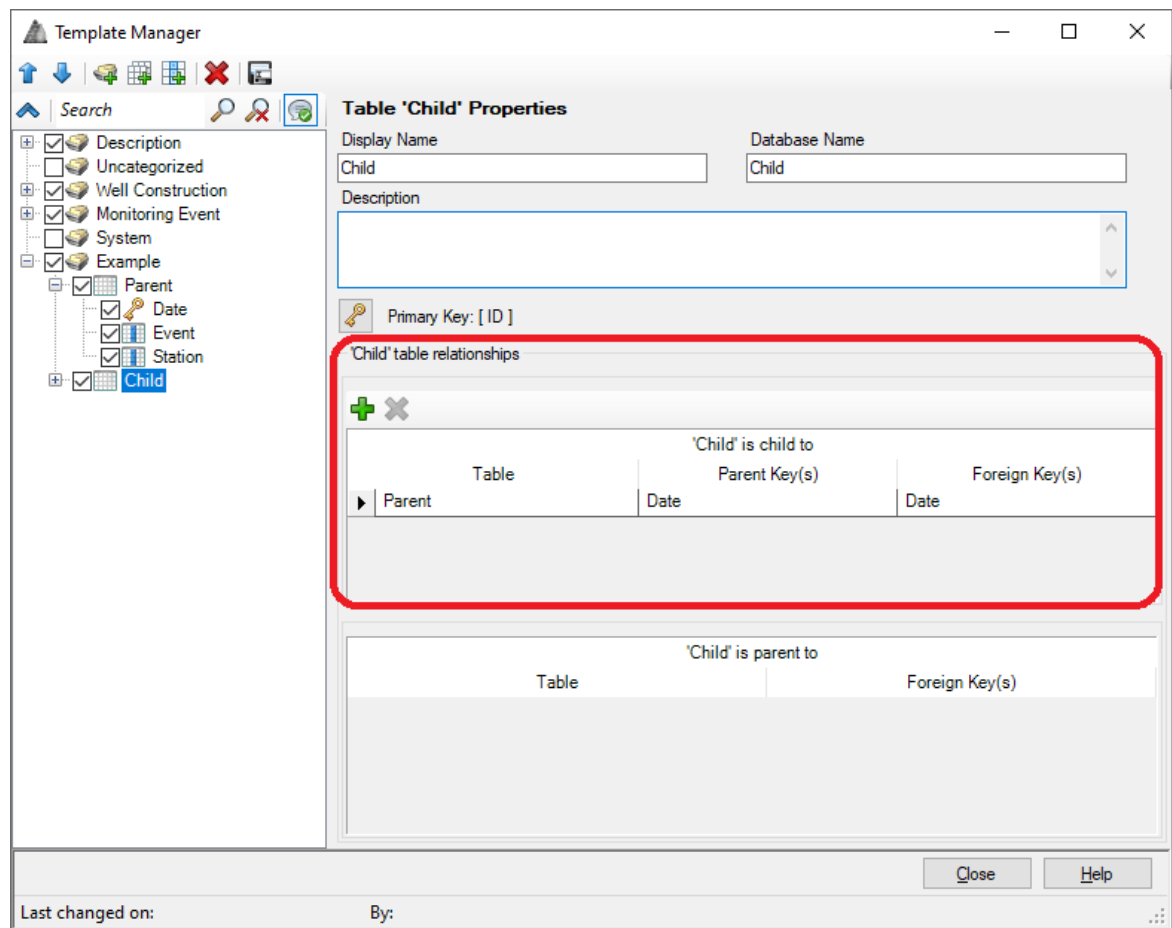 Template Manager
Search
Description
Uncategorized
Well Construction
Monitoring Event
System
Example
Parent
Date
Event
Station
Child
Table 'Child' Properties
Display Name Database Name
Child Child
Description
Primary Key: [ ID ]
'Child' table relationships
'Child' is child to
Table Parent Key(s) Foreign Key(s)
Parent Date Date
'Child' is parent to
Table Foreign Key(s)
Close Help
Last changed on: By: